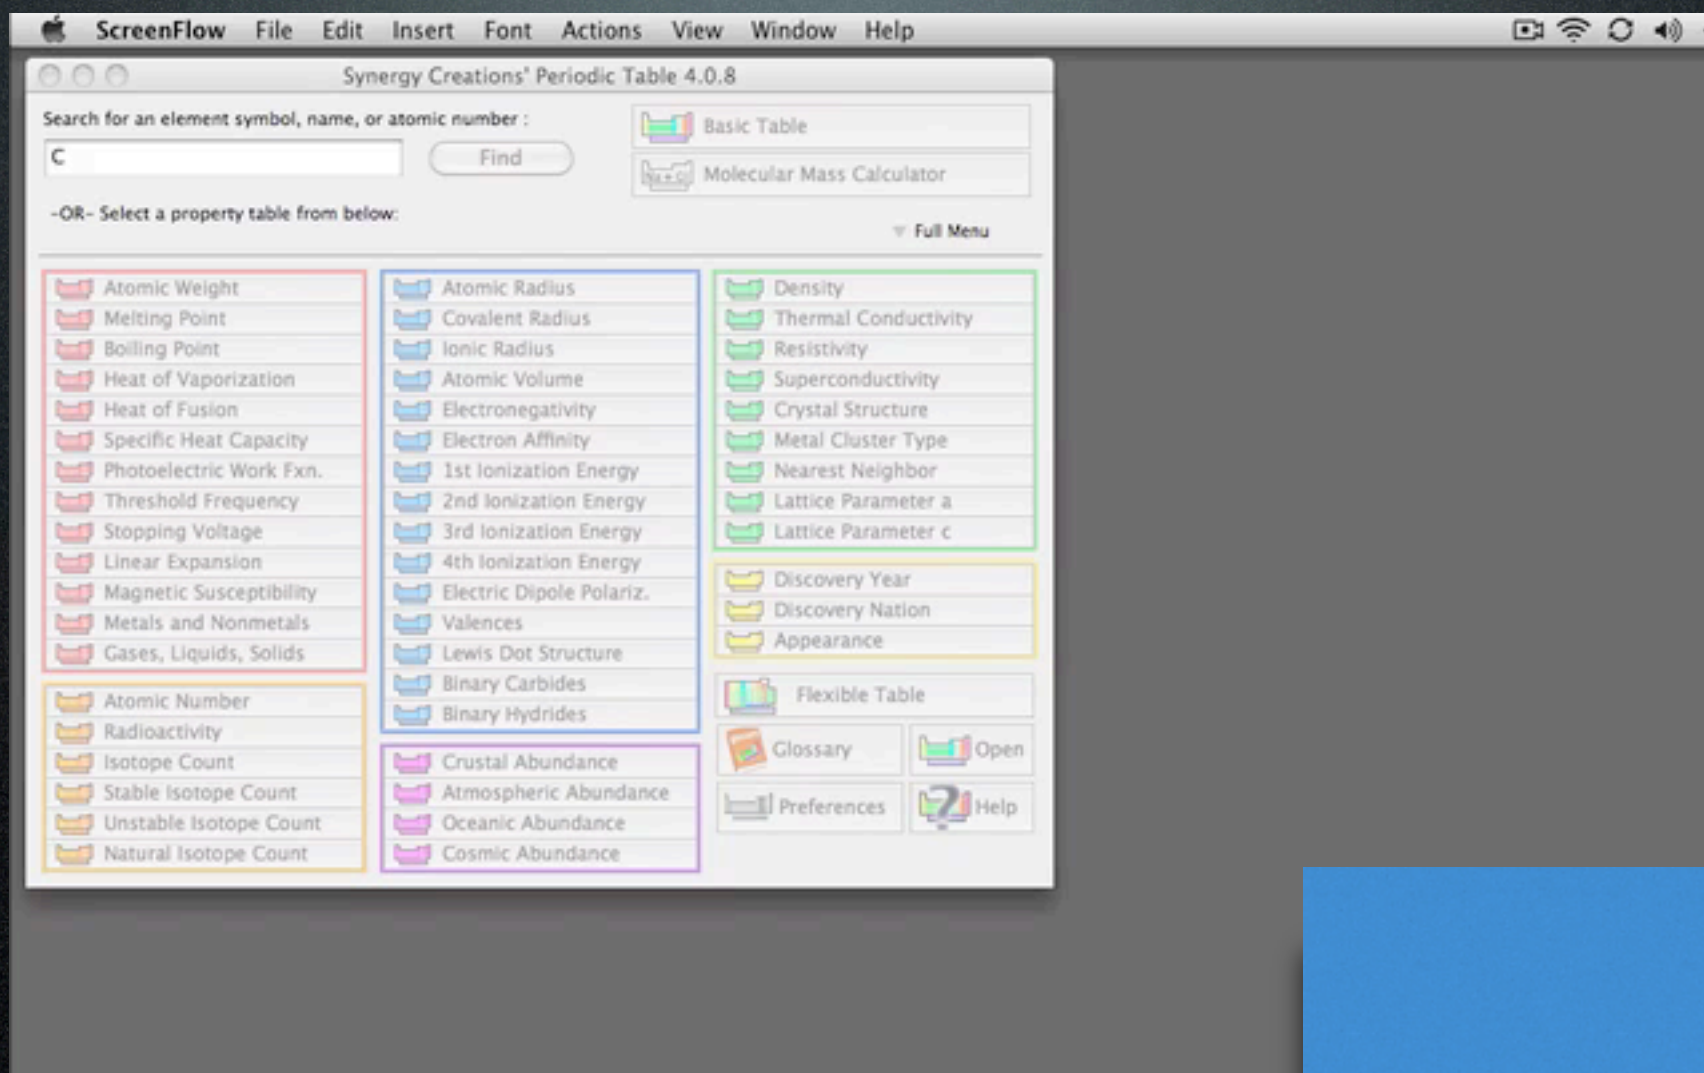 ScreenFlow File Edit Insert Font Actions View Window Help
Synergy Creations' Periodic Table 4.0.8
Search for an element symbol, name, or atomic number :
C
Find
-OR- Select a property table from below:
Basic Table
Na + Cl
Molecular Mass Calculator
Full Menu
Atomic Weight
Melting Point
Boiling Point
Heat of Vaporization
Heat of Fusion
Specific Heat Capacity
Photoelectric Work Fxn.
Threshold Frequency
Stopping Voltage
Linear Expansion
Magnetic Susceptibility
Metals and Nonmetals
Gases, Liquids, Solids
Atomic Number
Radioactivity
Isotope Count
Stable Isotope Count
Unstable Isotope Count
Natural Isotope Count
Atomic Radius
Covalent Radius
Ionic Radius
Atomic Volume
Electronegativity
Electron Affinity
1st Ionization Energy
2nd Ionization Energy
3rd Ionization Energy
4th Ionization Energy
Electric Dipole Polariz.
Valences
Lewis Dot Structure
Binary Carbides
Binary Hydrides
Crustal Abundance
Atmospheric Abundance
Oceanic Abundance
Cosmic Abundance
Density
Thermal Conductivity
Resistivity
Superconductivity
Crystal Structure
Metal Cluster Type
Nearest Neighbor
Lattice Parameter a
Lattice Parameter c
Discovery Year
Discovery Nation
Appearance
Flexible Table
Glossary
Open
Preferences
? Help